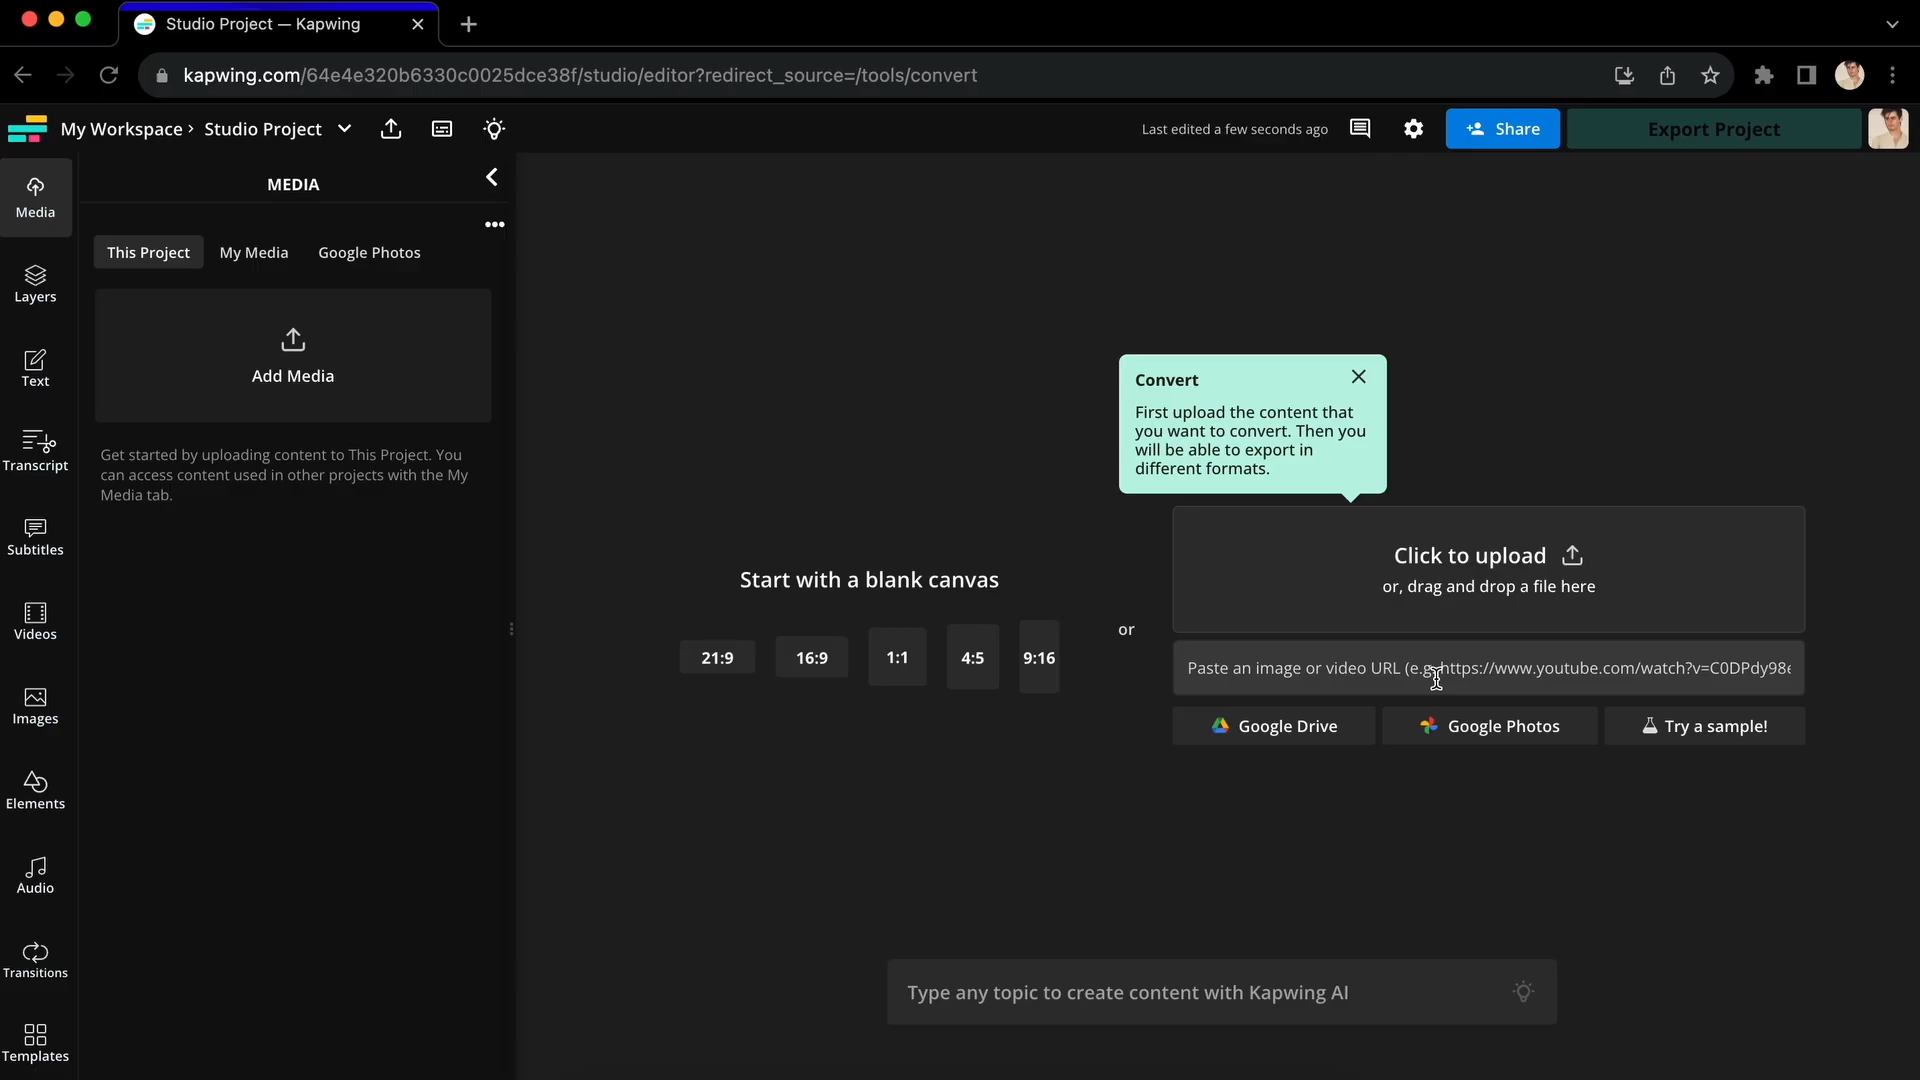 Studio Project — Kapwing
kapwing.com/64e4e320b6330c0025dce38f/studio/editor?redirect_source=/tools/convert
My Workspace › Studio Project
Last edited a few seconds ago
Share
Export Project
Media
Layers
Text
Transcript
Subtitles
Videos
Images
Elements
Audio
Transitions
Templates
MEDIA
This Project
My Media
Google Photos
Add Media
Get started by uploading content to This Project. You
can access content used in other projects with the My
Media tab.
Convert
First upload the content that
you want to convert. Then you
will be able to export in
different formats.
Start with a blank canvas
21:9
16:9
1:1
4:5
9:16
or
Click to upload
or, drag and drop a file here
Paste an image or video URL (e.g. https://www.youtube.com/watch?v=C0DPdy98
Google Drive
Google Photos
Try a sample!
Type any topic to create content with Kapwing AI